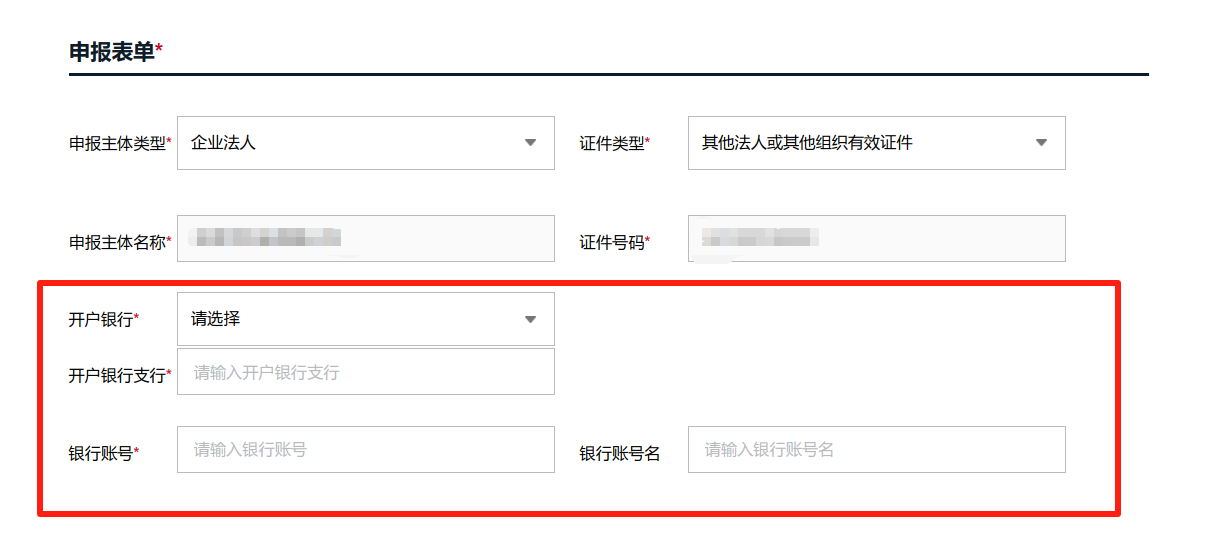 申报表单*
申报主体类型* 企业法人 证件类型* 其他法人或其他组织有效证件
申报主体名称* 证件号码*
开户银行* 请选择
开户银行支行* 请输入开户银行支行
银行账号* 请输入银行账号 银行账号名 请输入银行账号名